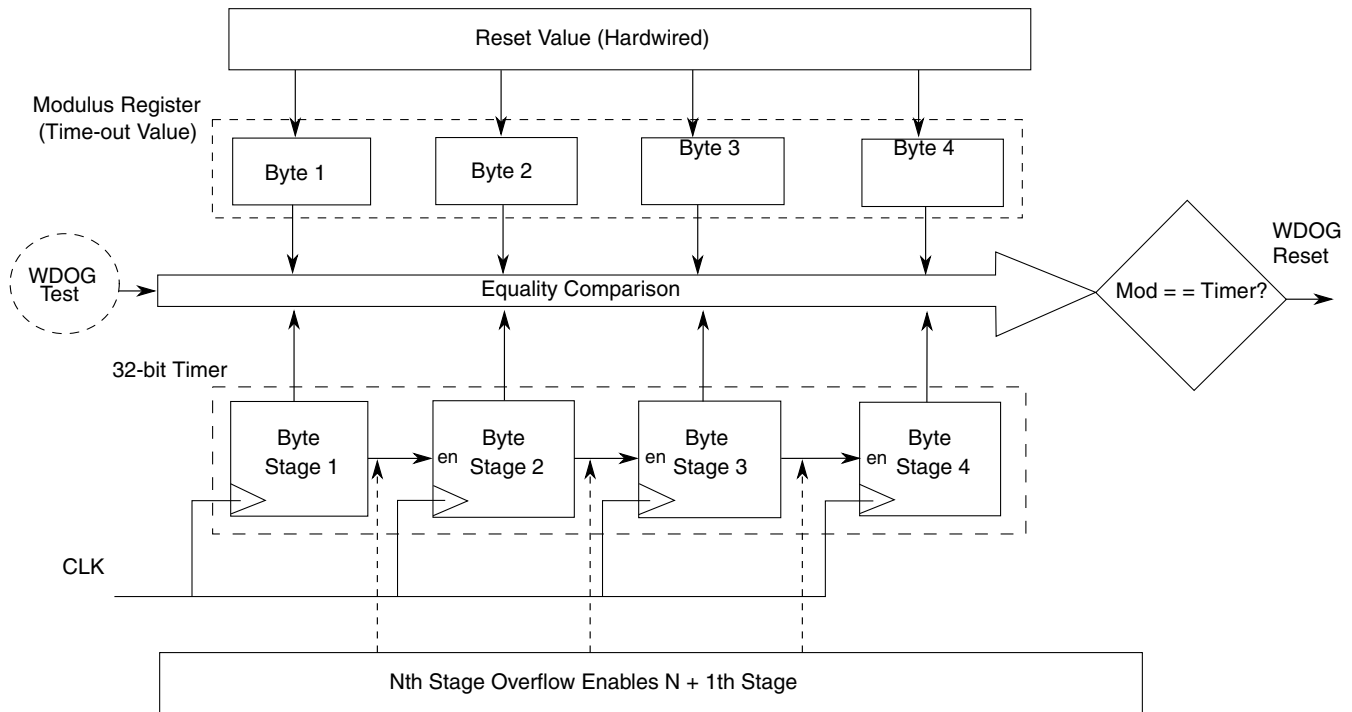 Reset Value (Hardwired)
Modulus Register
(Time-out Value)
Byte 1
Byte 2
Byte 3
Byte 4
WDOG
Test
Equality Comparison
Mod = = Timer?
WDOG
Reset
32-bit Timer
Byte
Stage 1
en
Byte
Stage 2
en
Byte
Stage 3
en
Byte
Stage 4
CLK
Nth Stage Overflow Enables N + 1th Stage